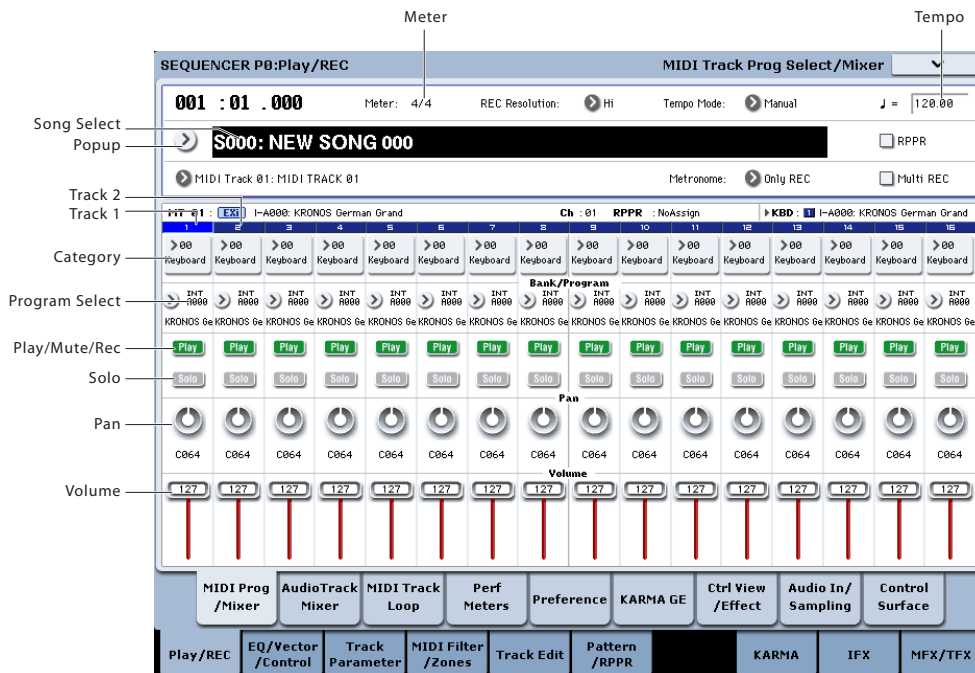 Meter Tempo
SEQUENCER P0:Play/REC MIDI Track Prog Select/Mixer
001 :01 .000 Meter: 4/4 REC Resolution: Hi Tempo Mode: Manual ♩ = 120.00
Song Select
Popup
S000: NEW SONG 000 RPPR
MIDI Track 01: MIDI TRACK 01 Metronome: Only REC Multi REC
Track 2
Track 1
MT 01 : EXi I-A000: KRONOS German Grand Ch :01 RPPR : NoAssign KBD : 1 I-A000: KRONOS German Grand
1 2 3 4 5 6 7 8 9 10 11 12 13 14 15 16
Category
00 00 00 00 00 00 00 00 00 00 00 00 00 00 00 00
Keyboard Keyboard Keyboard Keyboard Keyboard Keyboard Keyboard Keyboard Keyboard Keyboard Keyboard Keyboard Keyboard Keyboard Keyboard Keyboard
Bank/Program
Program Select
INT INT INT INT INT INT INT INT INT INT INT INT INT INT INT INT
A000 A000 A000 A000 A000 A000 A000 A000 A000 A000 A000 A000 A000 A000 A000 A000
KRONOS Ge KRONOS Ge KRONOS Ge KRONOS Ge KRONOS Ge KRONOS Ge KRONOS Ge KRONOS Ge KRONOS Ge KRONOS Ge KRONOS Ge KRONOS Ge KRONOS Ge KRONOS Ge KRONOS Ge KRONOS Ge
Play/Mute/Rec Play Play Play Play Play Play Play Play Play Play Play Play Play Play Play Play
Solo Solo Solo Solo Solo Solo Solo Solo Solo Solo Solo Solo Solo Solo Solo Solo Solo
Pan
Pan
C064 C064 C064 C064 C064 C064 C064 C064 C064 C064 C064 C064 C064 C064 C064 C064
Volume
Volume 127 127 127 127 127 127 127 127 127 127 127 127 127 127 127 127
MIDI Prog /Mixer AudioTrack Mixer MIDI Track Loop Perf Meters Preference KARMA GE Ctrl View /Effect Audio In/ Sampling Control Surface
Play/REC EQ/Vector /Control Track Parameter MIDI Filter /Zones Track Edit Pattern /RPPR KARMA IFX MFX/TFX